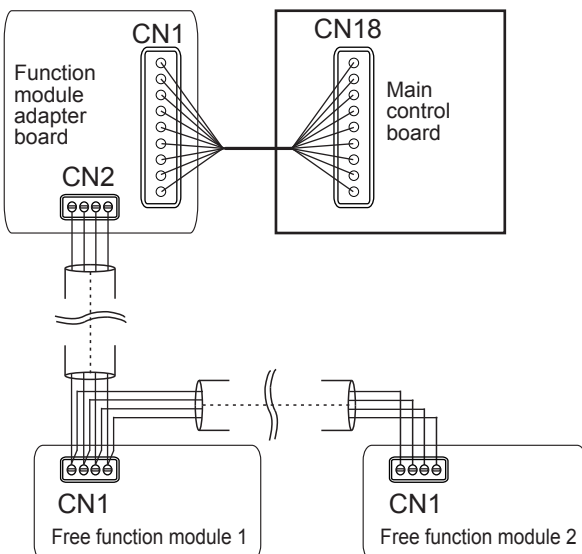 CN1
CN18
Function
module
adapter
board
Main
control
board
CN2
CN1
Free function module 1
CN1
Free function module 2